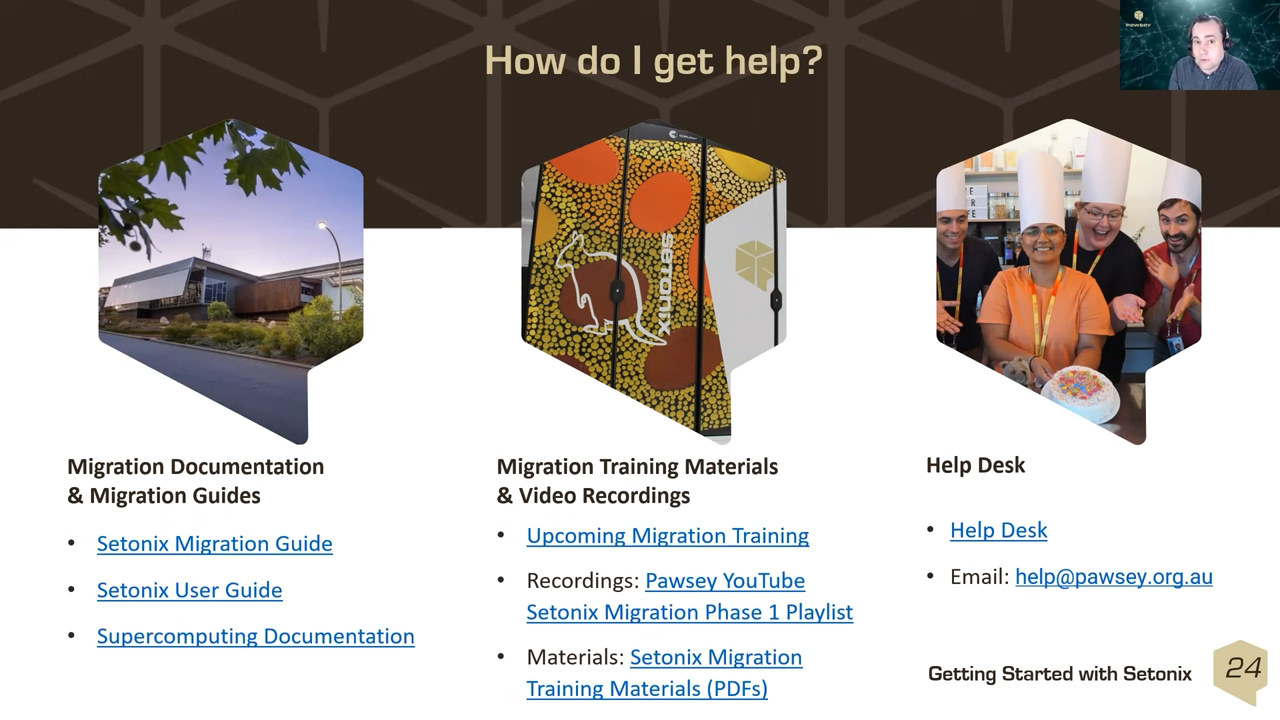 How do I get help?
PAWSEY
SETONIX
Migration Documentation
& Migration Guides
• Setonix Migration Guide
• Setonix User Guide
• Supercomputing Documentation
Migration Training Materials
& Video Recordings
• Upcoming Migration Training
• Recordings: Pawsey YouTube
Setonix Migration Phase 1 Playlist
• Materials: Setonix Migration
Training Materials (PDFs)
Help Desk
• Help Desk
• Email: help@pawsey.org.au
Getting Started with Setonix
24